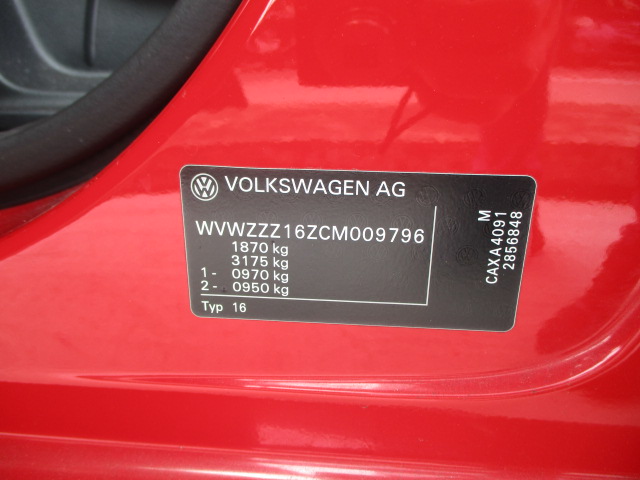 VOLKSWAGEN AG
WVWZZZ16ZCM009796
1870 kg
3175 kg
1- 0970 kg
2- 0950 kg
Typ 16
M
CAXA4091
2856848